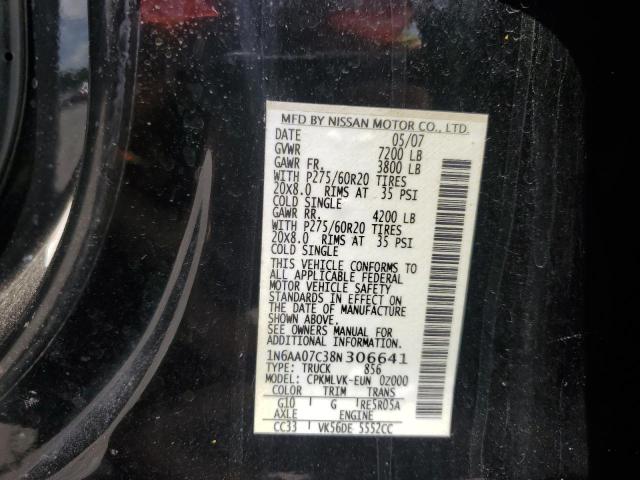 MFD BY NISSAN MOTOR CO., LTD.
DATE 05/07
GVWR 7200 LB
GAWR FR. 3800 LB
WITH P275/60R20 TIRES
20X8.0 RIMS AT 35 PSI
COLD SINGLE
GAWR RR. 4200 LB
WITH P275/60R20 TIRES
20X8.0 RIMS AT 35 PSI
COLD SINGLE
THIS VEHICLE CONFORMS TO
ALL APPLICABLE FEDERAL
MOTOR VEHICLE SAFETY
STANDARDS IN EFFECT ON
THE DATE OF MANUFACTURE
SHOWN ABOVE.
SEE OWNERS MANUAL FOR
ADDITIONAL INFORMATION
1N6AA07C38N306641
TYPE: TRUCK 856
MODEL: CPKMLVK-EUN 02000
COLOR TRIM TRANS
G10 G RE5R05A
AXLE ENGINE
CC33 VK56DE 5552CC